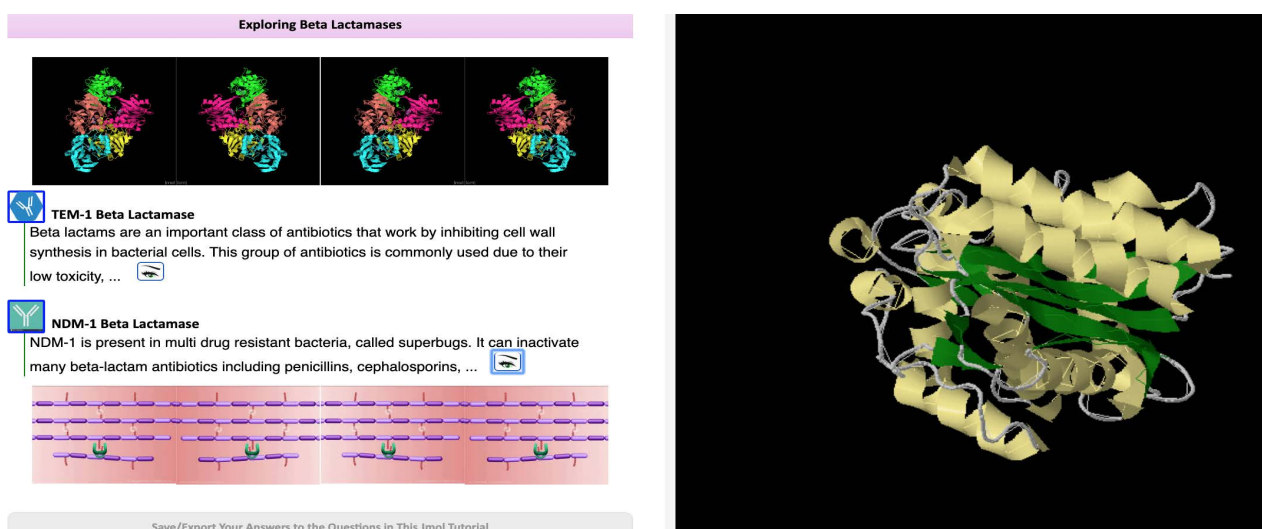 Exploring Beta Lactamases
TEM-1 Beta Lactamase
Beta lactams are an important class of antibiotics that work by inhibiting cell wall
synthesis in bacterial cells. This group of antibiotics is commonly used due to their
low toxicity, ...
NDM-1 Beta Lactamase
NDM-1 is present in multi drug resistant bacteria, called superbugs. It can inactivate
many beta-lactam antibiotics including penicillins, cephalosporins, ...
Save/Export Your Answers to the Questions in This Jmol Tutorial